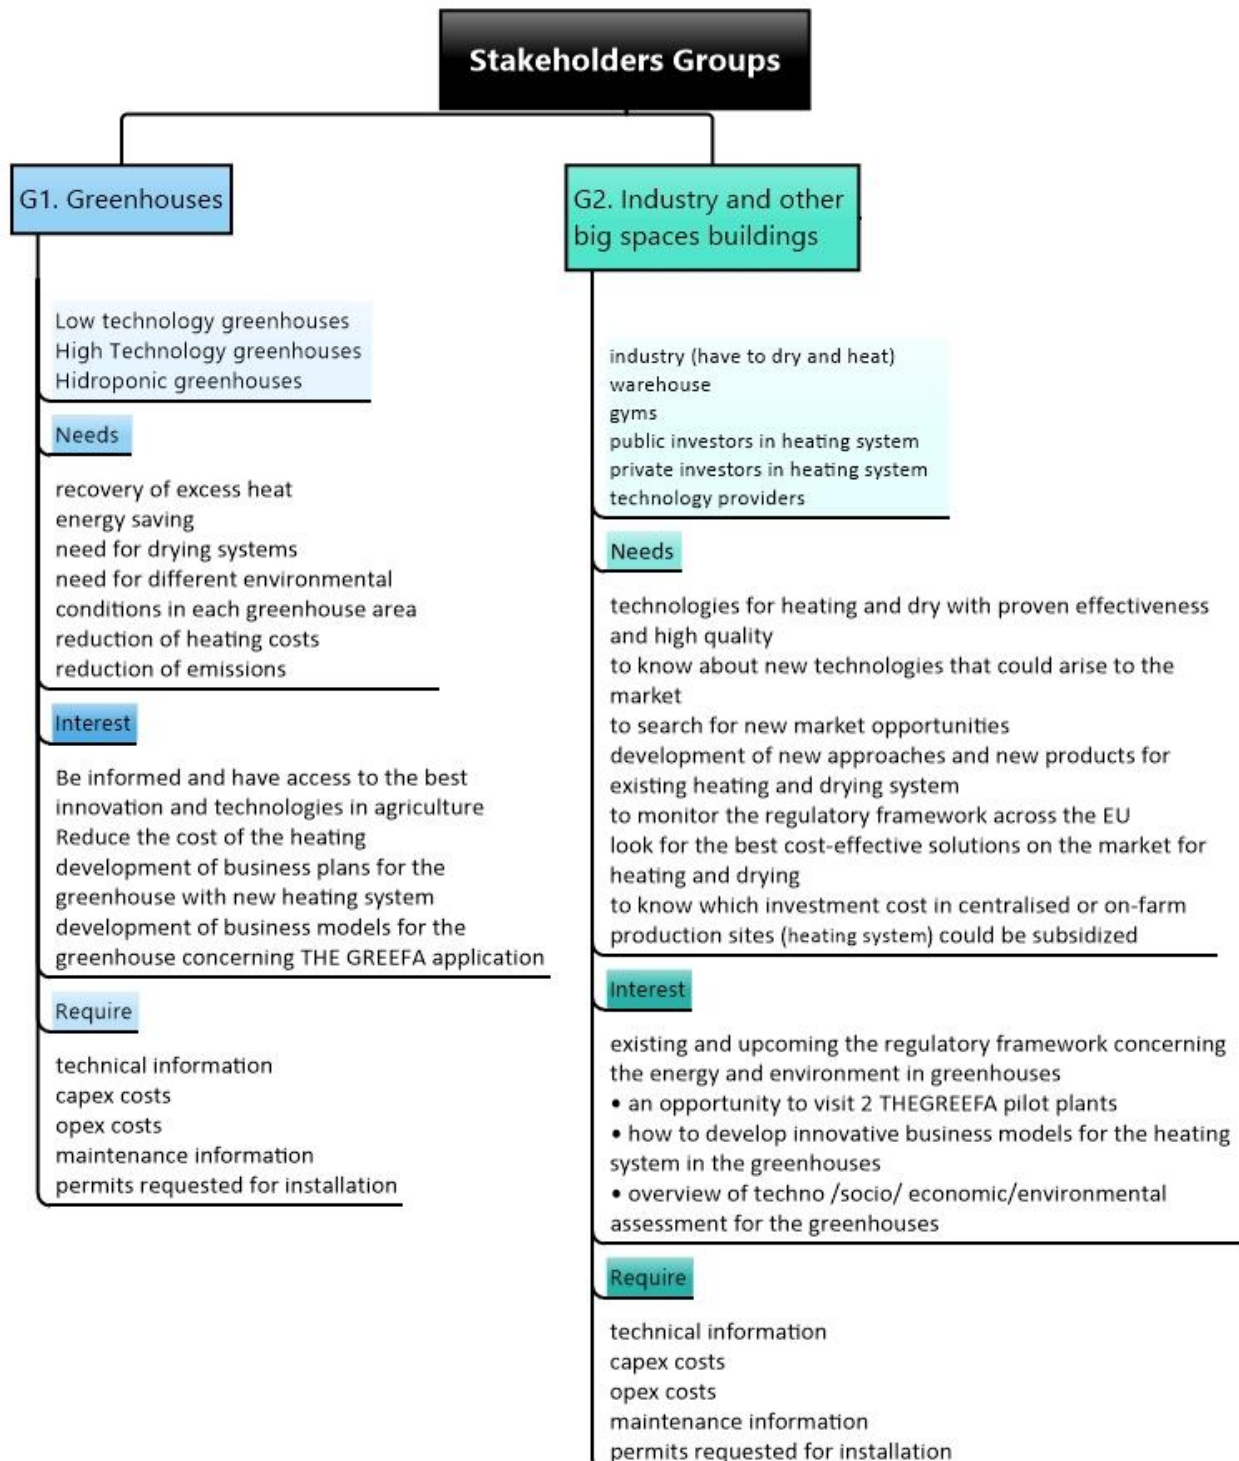 Stakeholders Groups
G1. Greenhouses
Low technology greenhouses
High Technology greenhouses
Hidroponic greenhouses
Needs
recovery of excess heat
energy saving
need for drying systems
need for different environmental
conditions in each greenhouse area
reduction of heating costs
reduction of emissions
Interest
Be informed and have access to the best
innovation and technologies in agriculture
Reduce the cost of the heating
development of business plans for the
greenhouse with new heating system
development of business models for the
greenhouse concerning THE GREEFA application
Require
technical information
capex costs
opex costs
maintenance information
permits requested for installation
G2. Industry and other
big spaces buildings
industry (have to dry and heat)
warehouse
gyms
public investors in heating system
private investors in heating system
technology providers
Needs
technologies for heating and dry with proven effectiveness
and high quality
to know about new technologies that could arise to the
market
to search for new market opportunities
development of new approaches and new products for
existing heating and drying system
to monitor the regulatory framework across the EU
look for the best cost-effective solutions on the market for
heating and drying
to know which investment cost in centralised or on-farm
production sites (heating system) could be subsidized
Interest
existing and upcoming the regulatory framework concerning
the energy and environment in greenhouses
• an opportunity to visit 2 THEGREEFA pilot plants
• how to develop innovative business models for the heating
system in the greenhouses
• overview of techno /socio/ economic/environmental
assessment for the greenhouses
Require
technical information
capex costs
opex costs
maintenance information
permits requested for installation